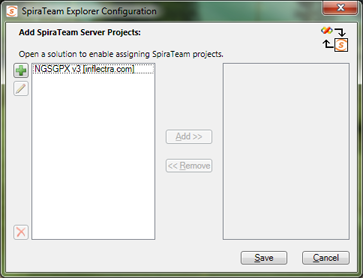 SpiraTeam Explorer Configuration
Add SpiraTeam Server Projects:
Open a solution to enable assigning SpiraTeam projects.
NGSGPX v3 [inflectra.com]
Add >>
<< Remove
Save
Cancel